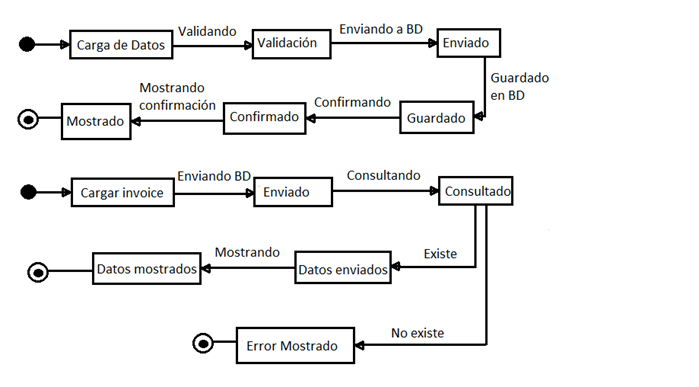 Carga de Datos
Validando
Validación
Enviando a BD
Enviado
Guardado
en BD
Guardado
Confirmando
Confirmado
Mostrando
confirmación
Mostrado
Cargar invoice
Enviando BD
Enviado
Consultando
Consultado
Existe
Datos enviados
Mostrando
Datos mostrados
No existe
Error Mostrado